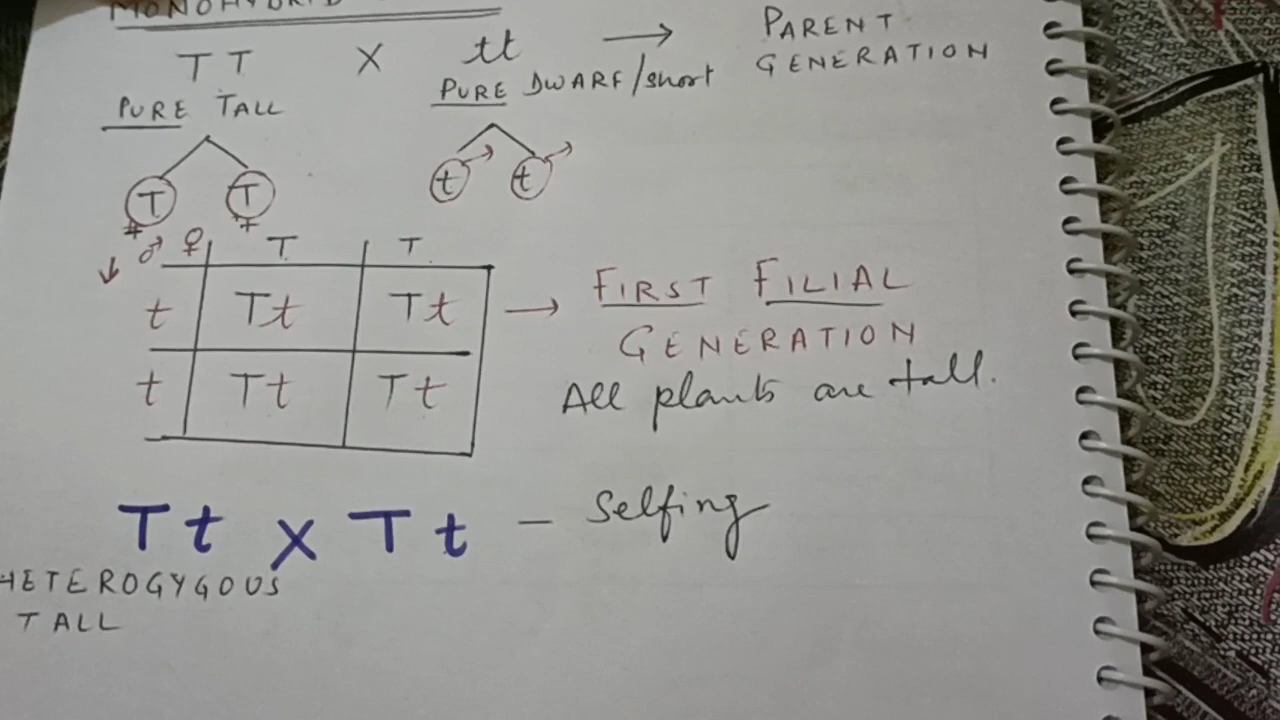 MONOHYBRID
TT X tt → PARENT GENERATION
PURE TALL
PURE DWARF/short
T T t t
♂ ♀ T T
t Tt Tt
t Tt Tt
→ FIRST FILIAL
GENERATION
All plants are tall.
Tt X Tt - Selfing
HETEROGYGOUS
TALL